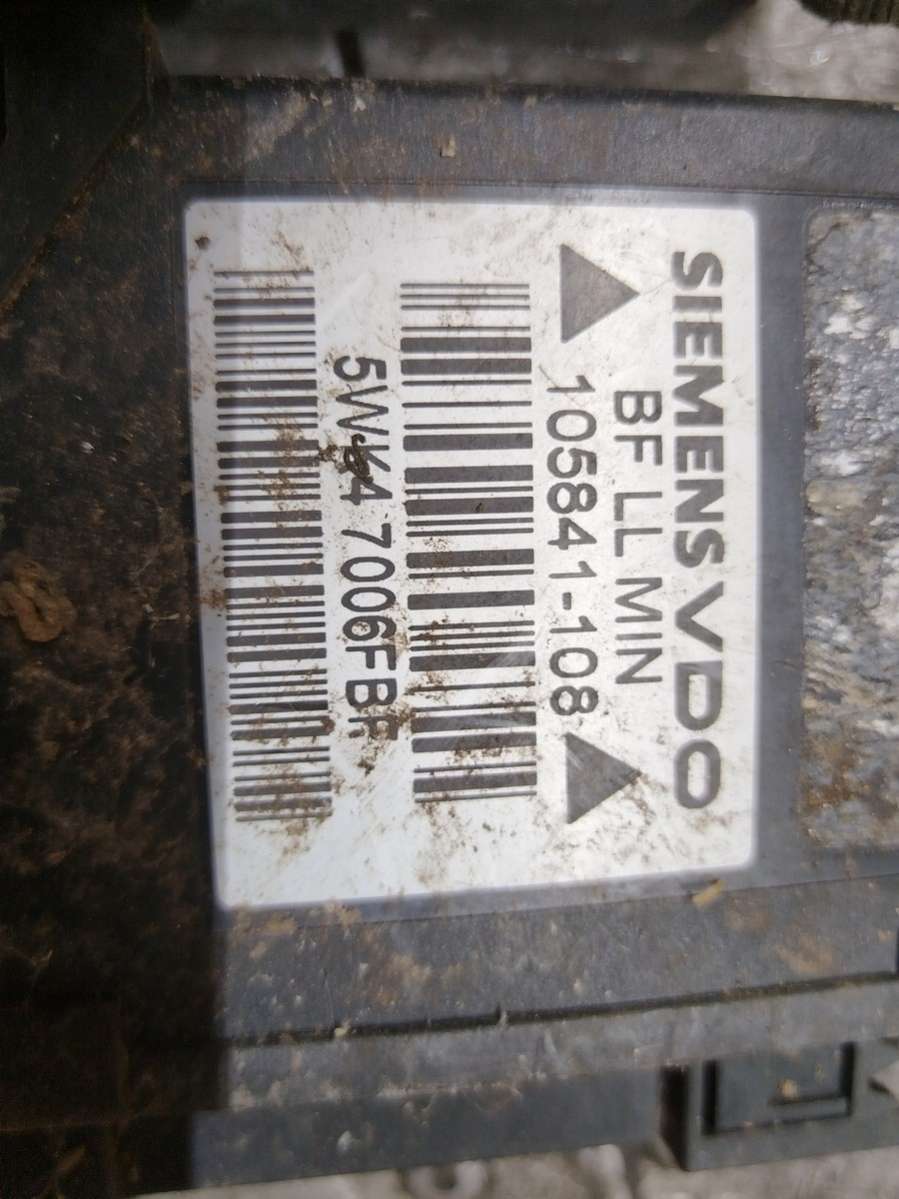 SIEMENS VDO
BF LL MIN
105841-108
5WK4 7006FBF